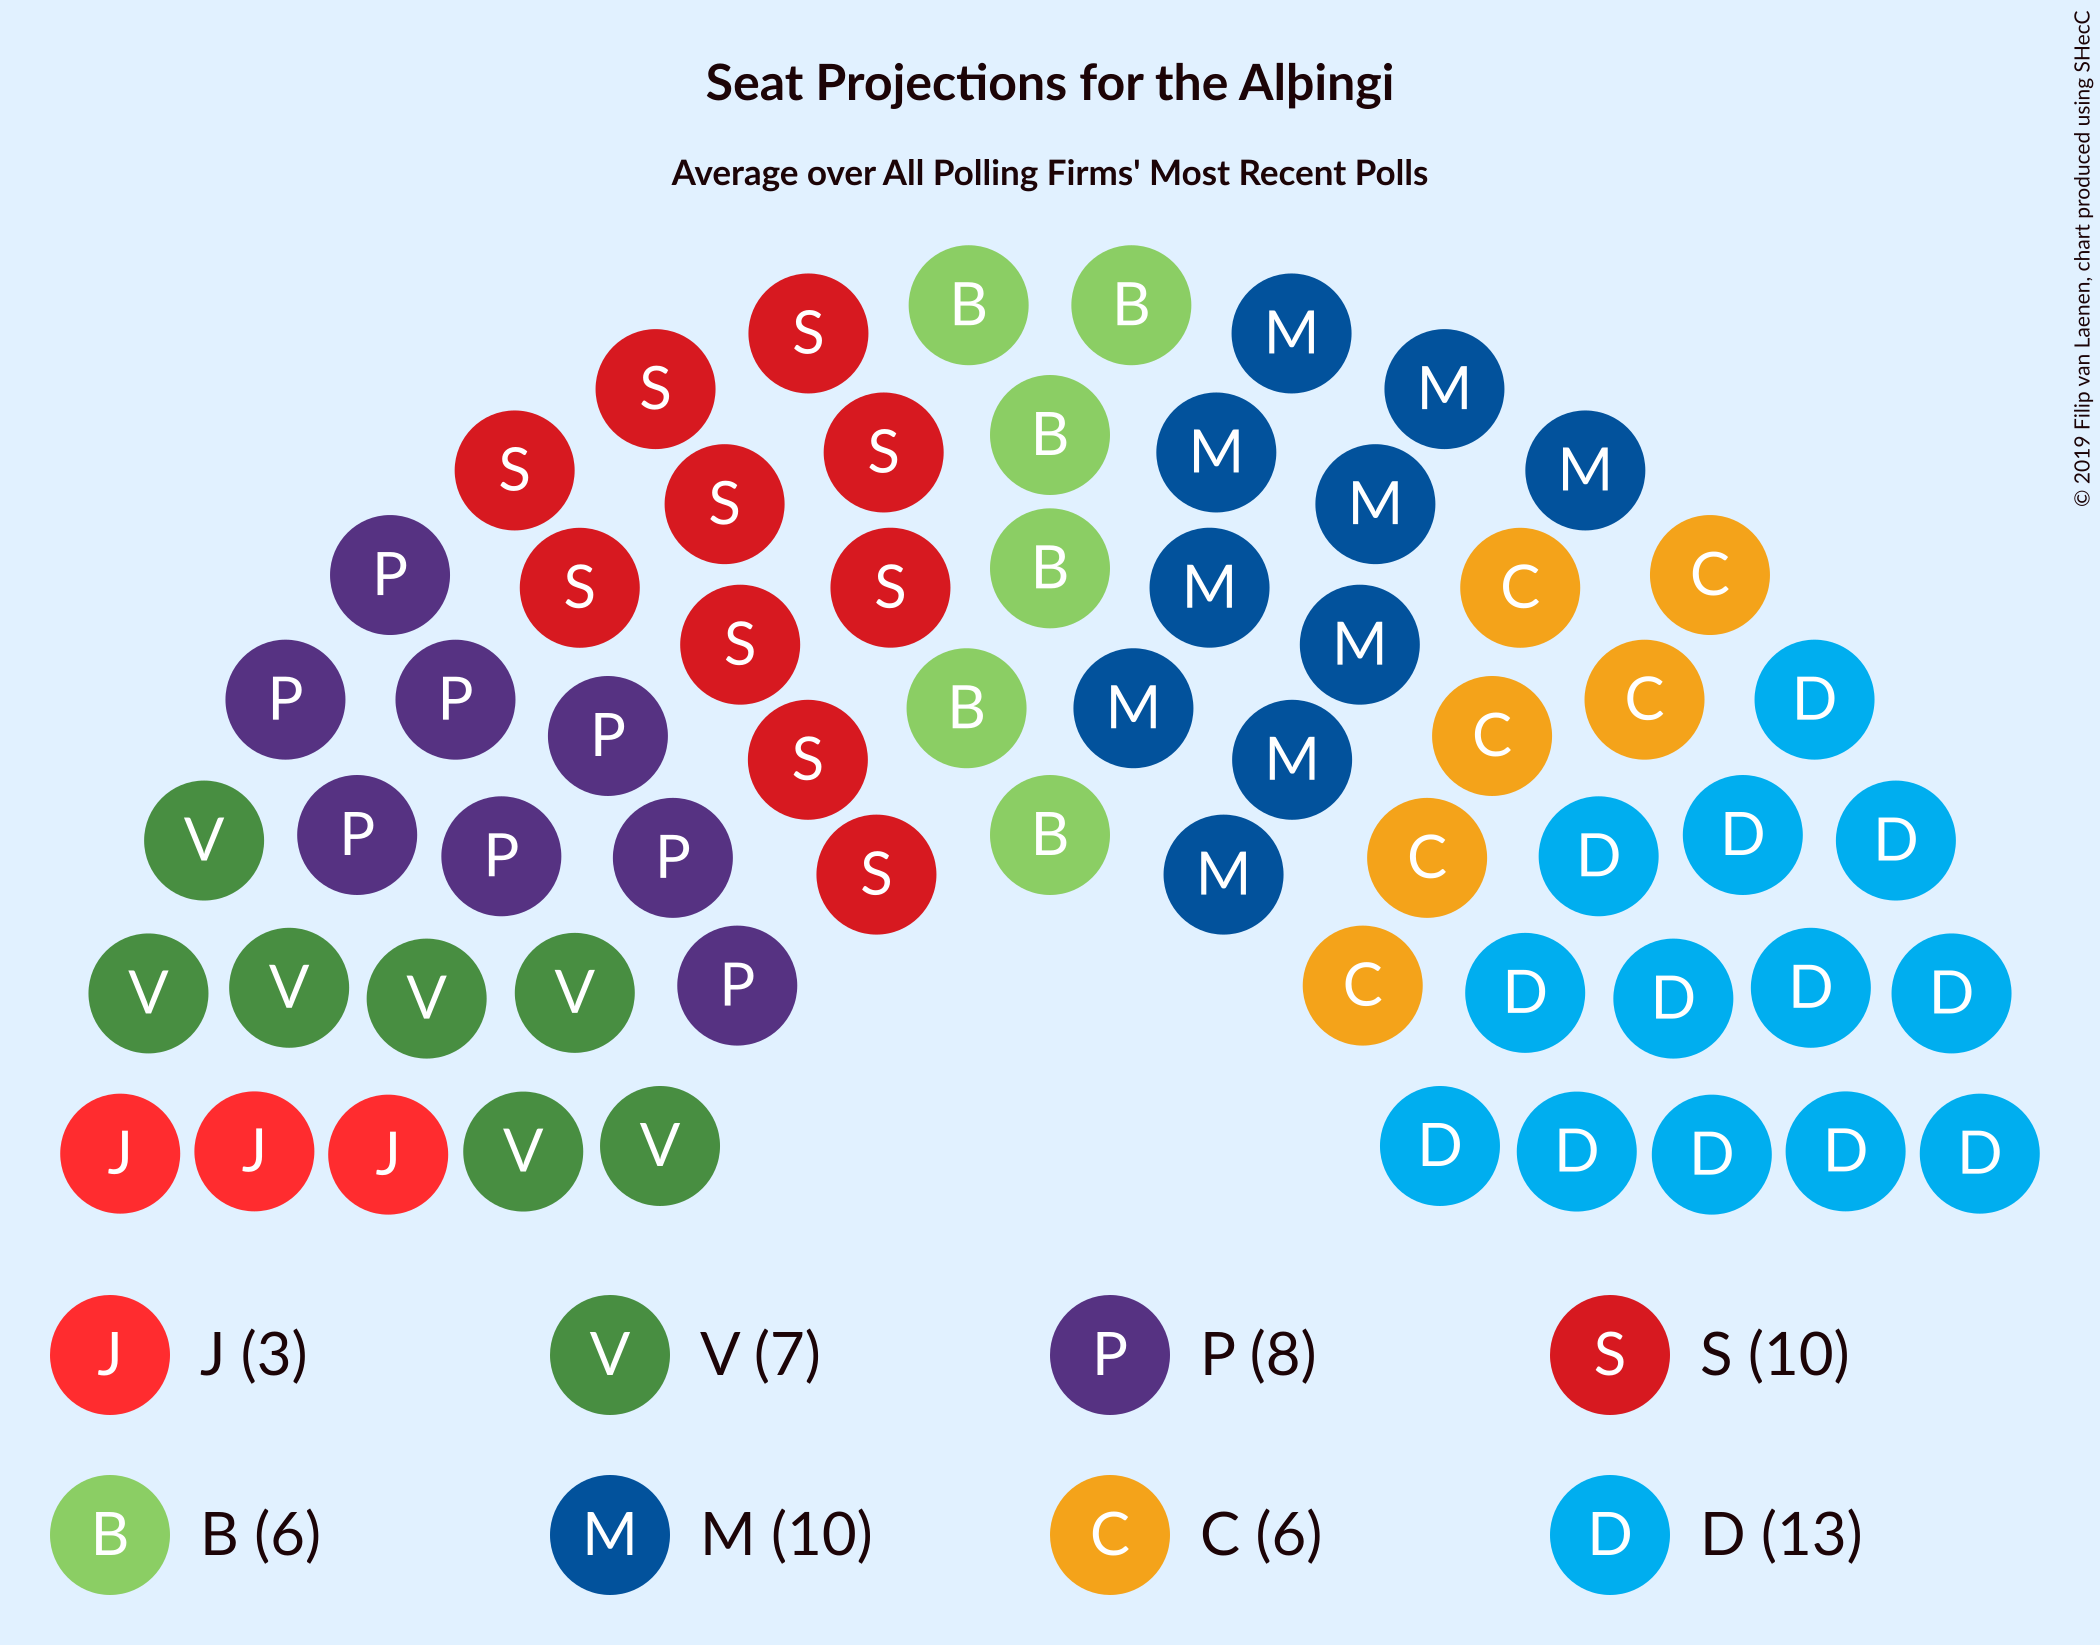 Seat Projections for the Alþingi
Average over All Polling Firms' Most Recent Polls
© 2019 Filip van Laenen, chart produced using SHecC
B B
S M
S M
B
S M
S M
S M
B
P C
S C
S M
S M
P P C D
B M
P C
S M
V P D D
B
P P C D
S M
P C
V V V V D D D D
J J J V V D D D D D
J J (3) V V (7) P P (8) S S (10)
B B (6) M M (10) C C (6) D D (13)